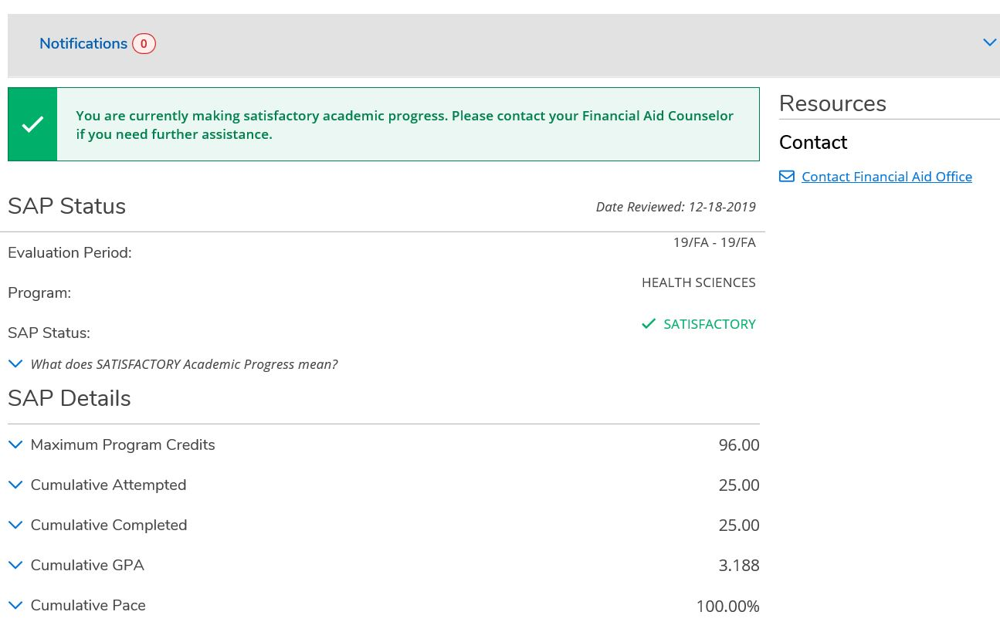 Notifications 0
You are currently making satisfactory academic progress. Please contact your Financial Aid Counselor
if you need further assistance.
Resources
Contact
Contact Financial Aid Office
SAP Status
Date Reviewed: 12-18-2019
Evaluation Period:
19/FA - 19/FA
Program:
HEALTH SCIENCES
SAP Status:
SATISFACTORY
What does SATISFACTORY Academic Progress mean?
SAP Details
Maximum Program Credits 96.00
Cumulative Attempted 25.00
Cumulative Completed 25.00
Cumulative GPA 3.188
Cumulative Pace 100.00%